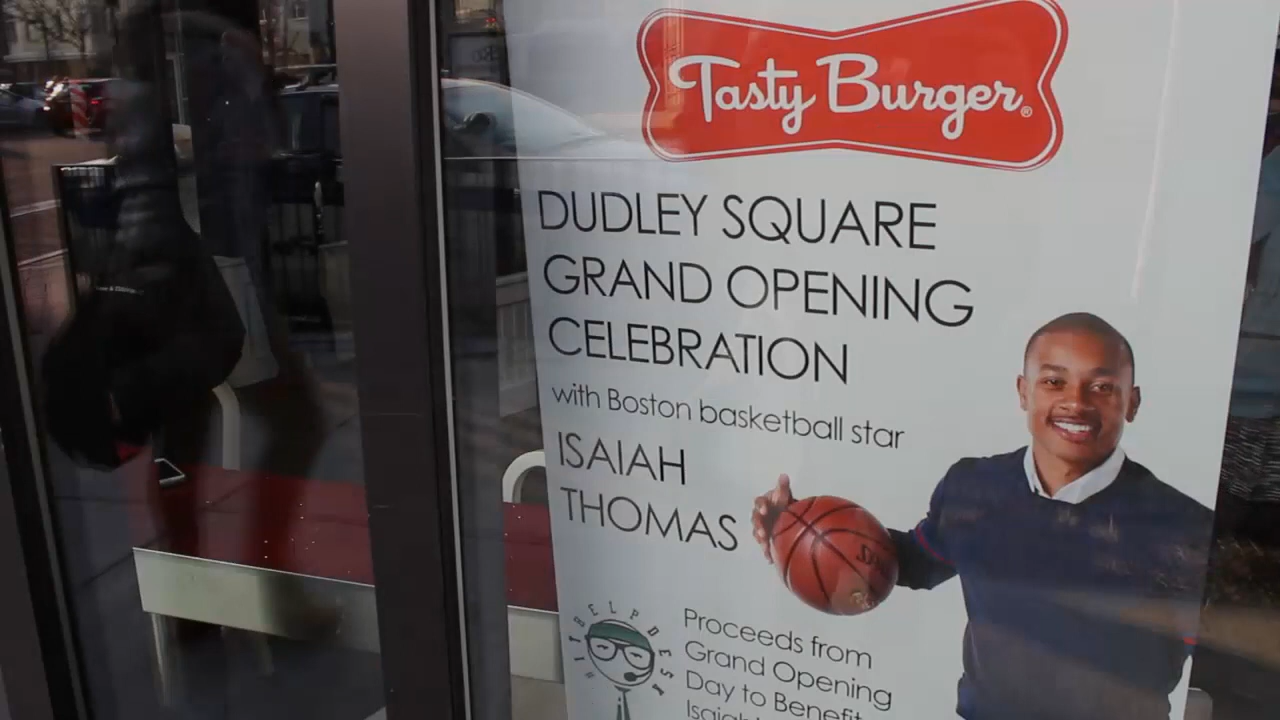 Tasty Burger®
DUDLEY SQUARE
GRAND OPENING
CELEBRATION
with Boston basketball star
ISAIAH
THOMAS
Proceeds from
Grand Opening
Day to Benefit